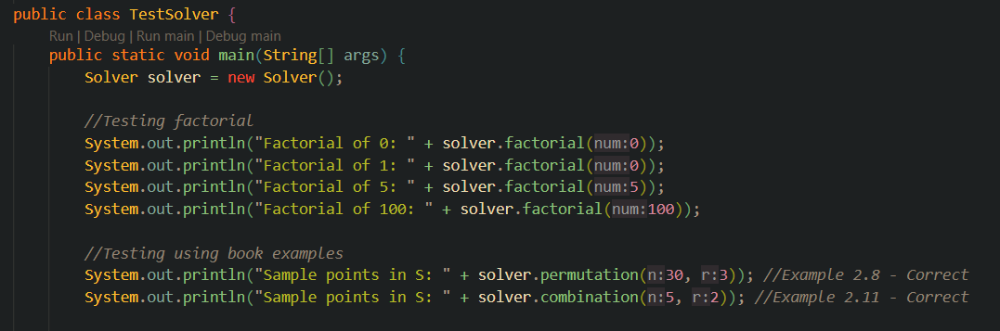 public class TestSolver {
Run | Debug | Run main | Debug main
public static void main(String[] args) {
Solver solver = new Solver();
//Testing factorial
System.out.println("Factorial of 0: " + solver.factorial(num:0));
System.out.println("Factorial of 1: " + solver.factorial(num:0));
System.out.println("Factorial of 5: " + solver.factorial(num:5));
System.out.println("Factorial of 100: " + solver.factorial(num:100));
//Testing using book examples
System.out.println("Sample points in S: " + solver.permutation(n:30, r:3)); //Example 2.8 - Correct
System.out.println("Sample points in S: " + solver.combination(n:5, r:2)); //Example 2.11 - Correct